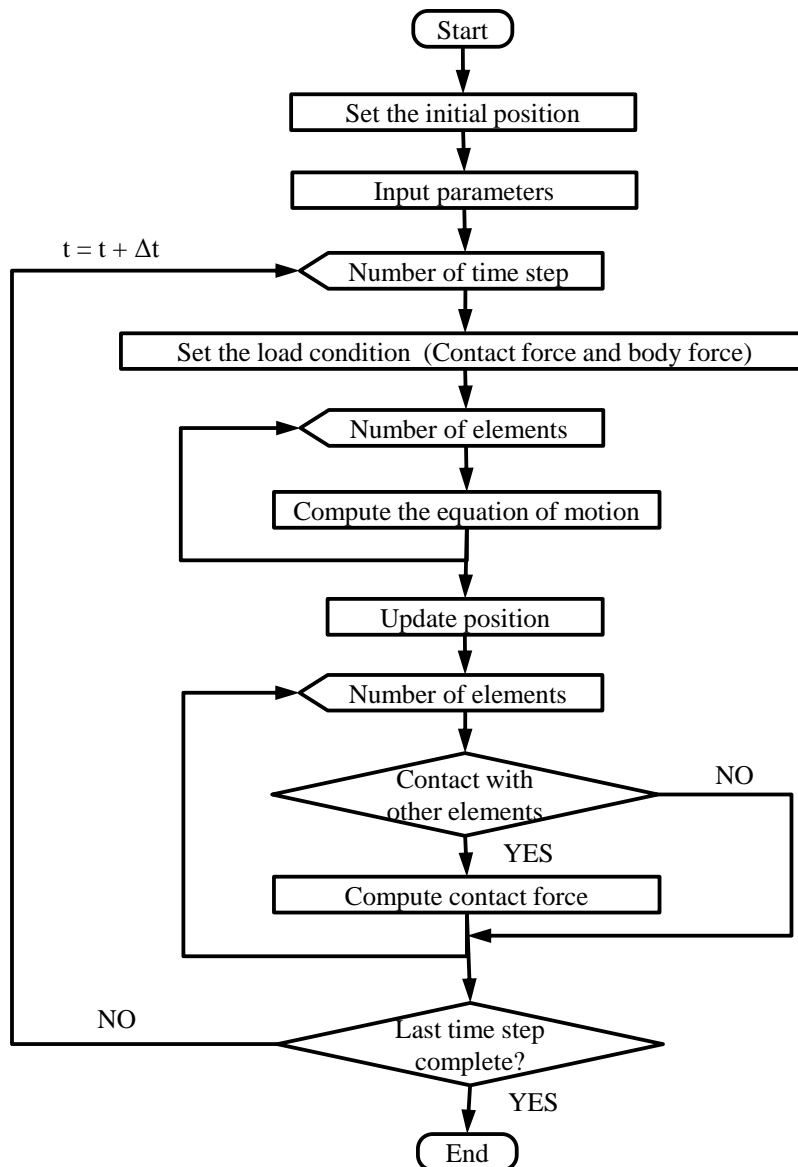 Start
Set the initial position
Input parameters
t = t + Δt
Number of time step
Set the load condition (Contact force and body force)
Number of elements
Compute the equation of motion
Update position
Number of elements
Contact with
other elements
NO
YES
Compute contact force
NO
Last time step
complete?
YES
End